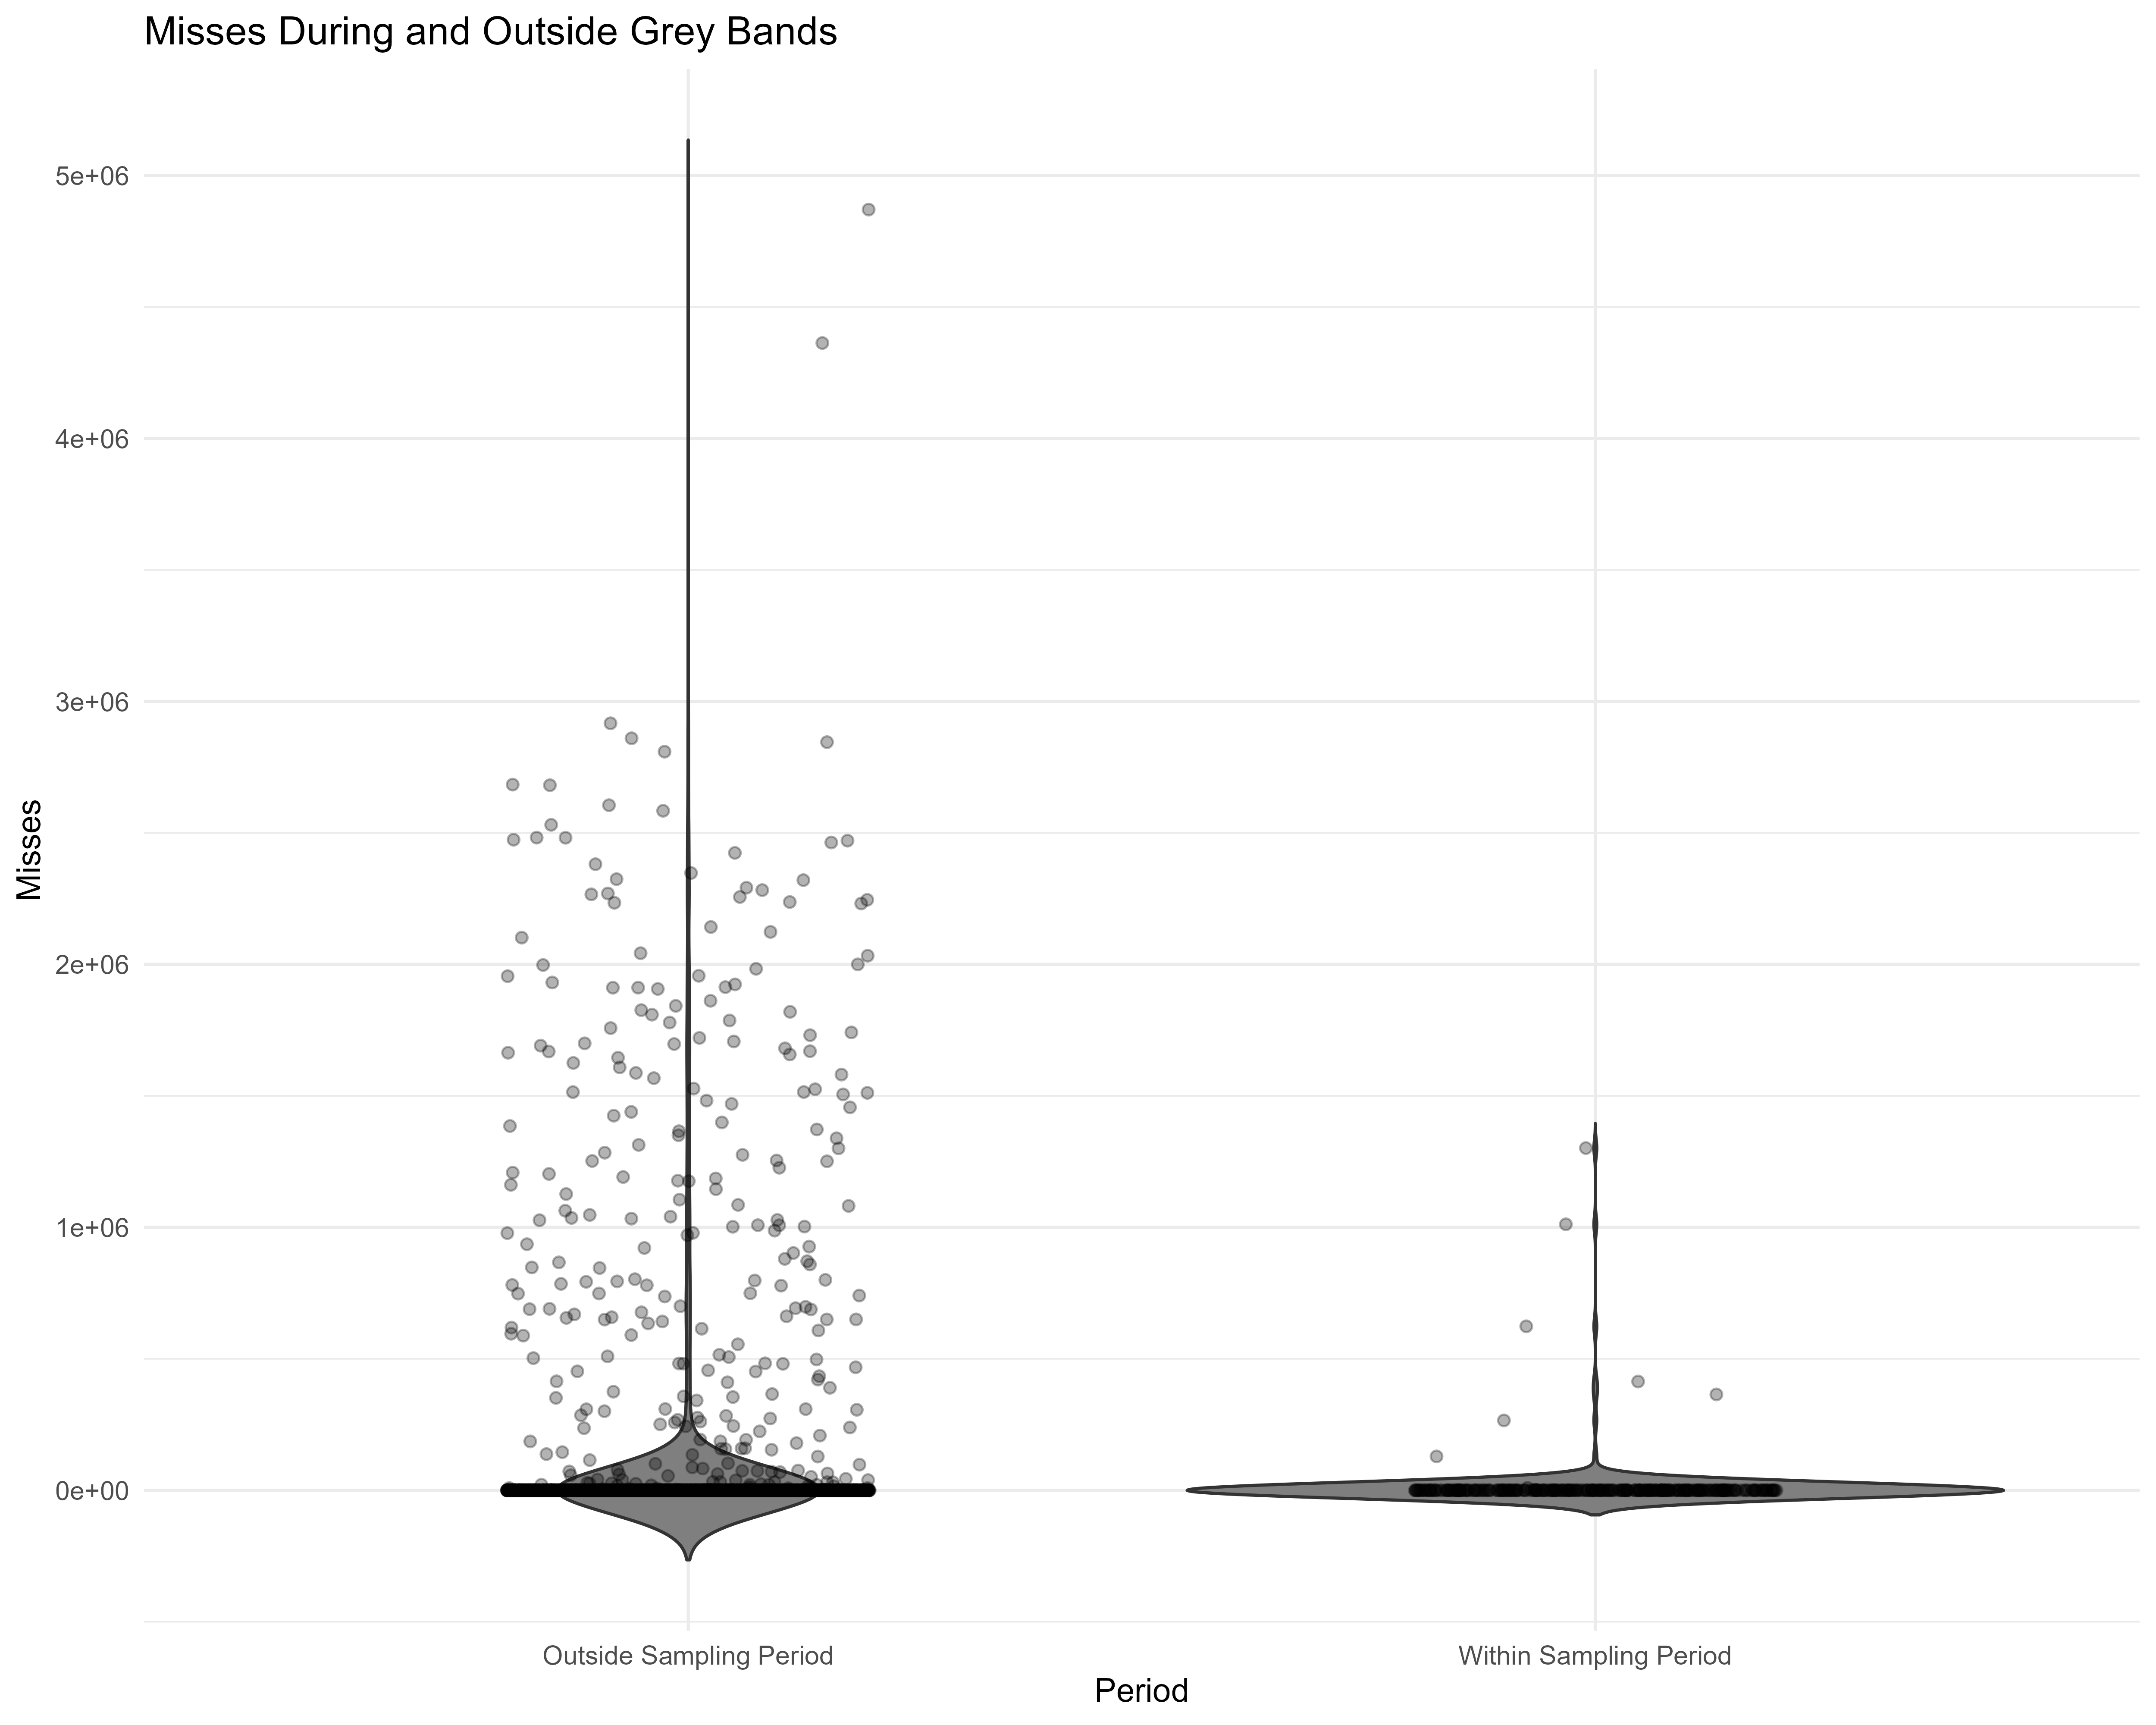 Misses During and Outside Grey Bands
5e+06
4e+06
3e+06
2e+06
1e+06
0e+00
Misses
Outside Sampling Period
Within Sampling Period
Period